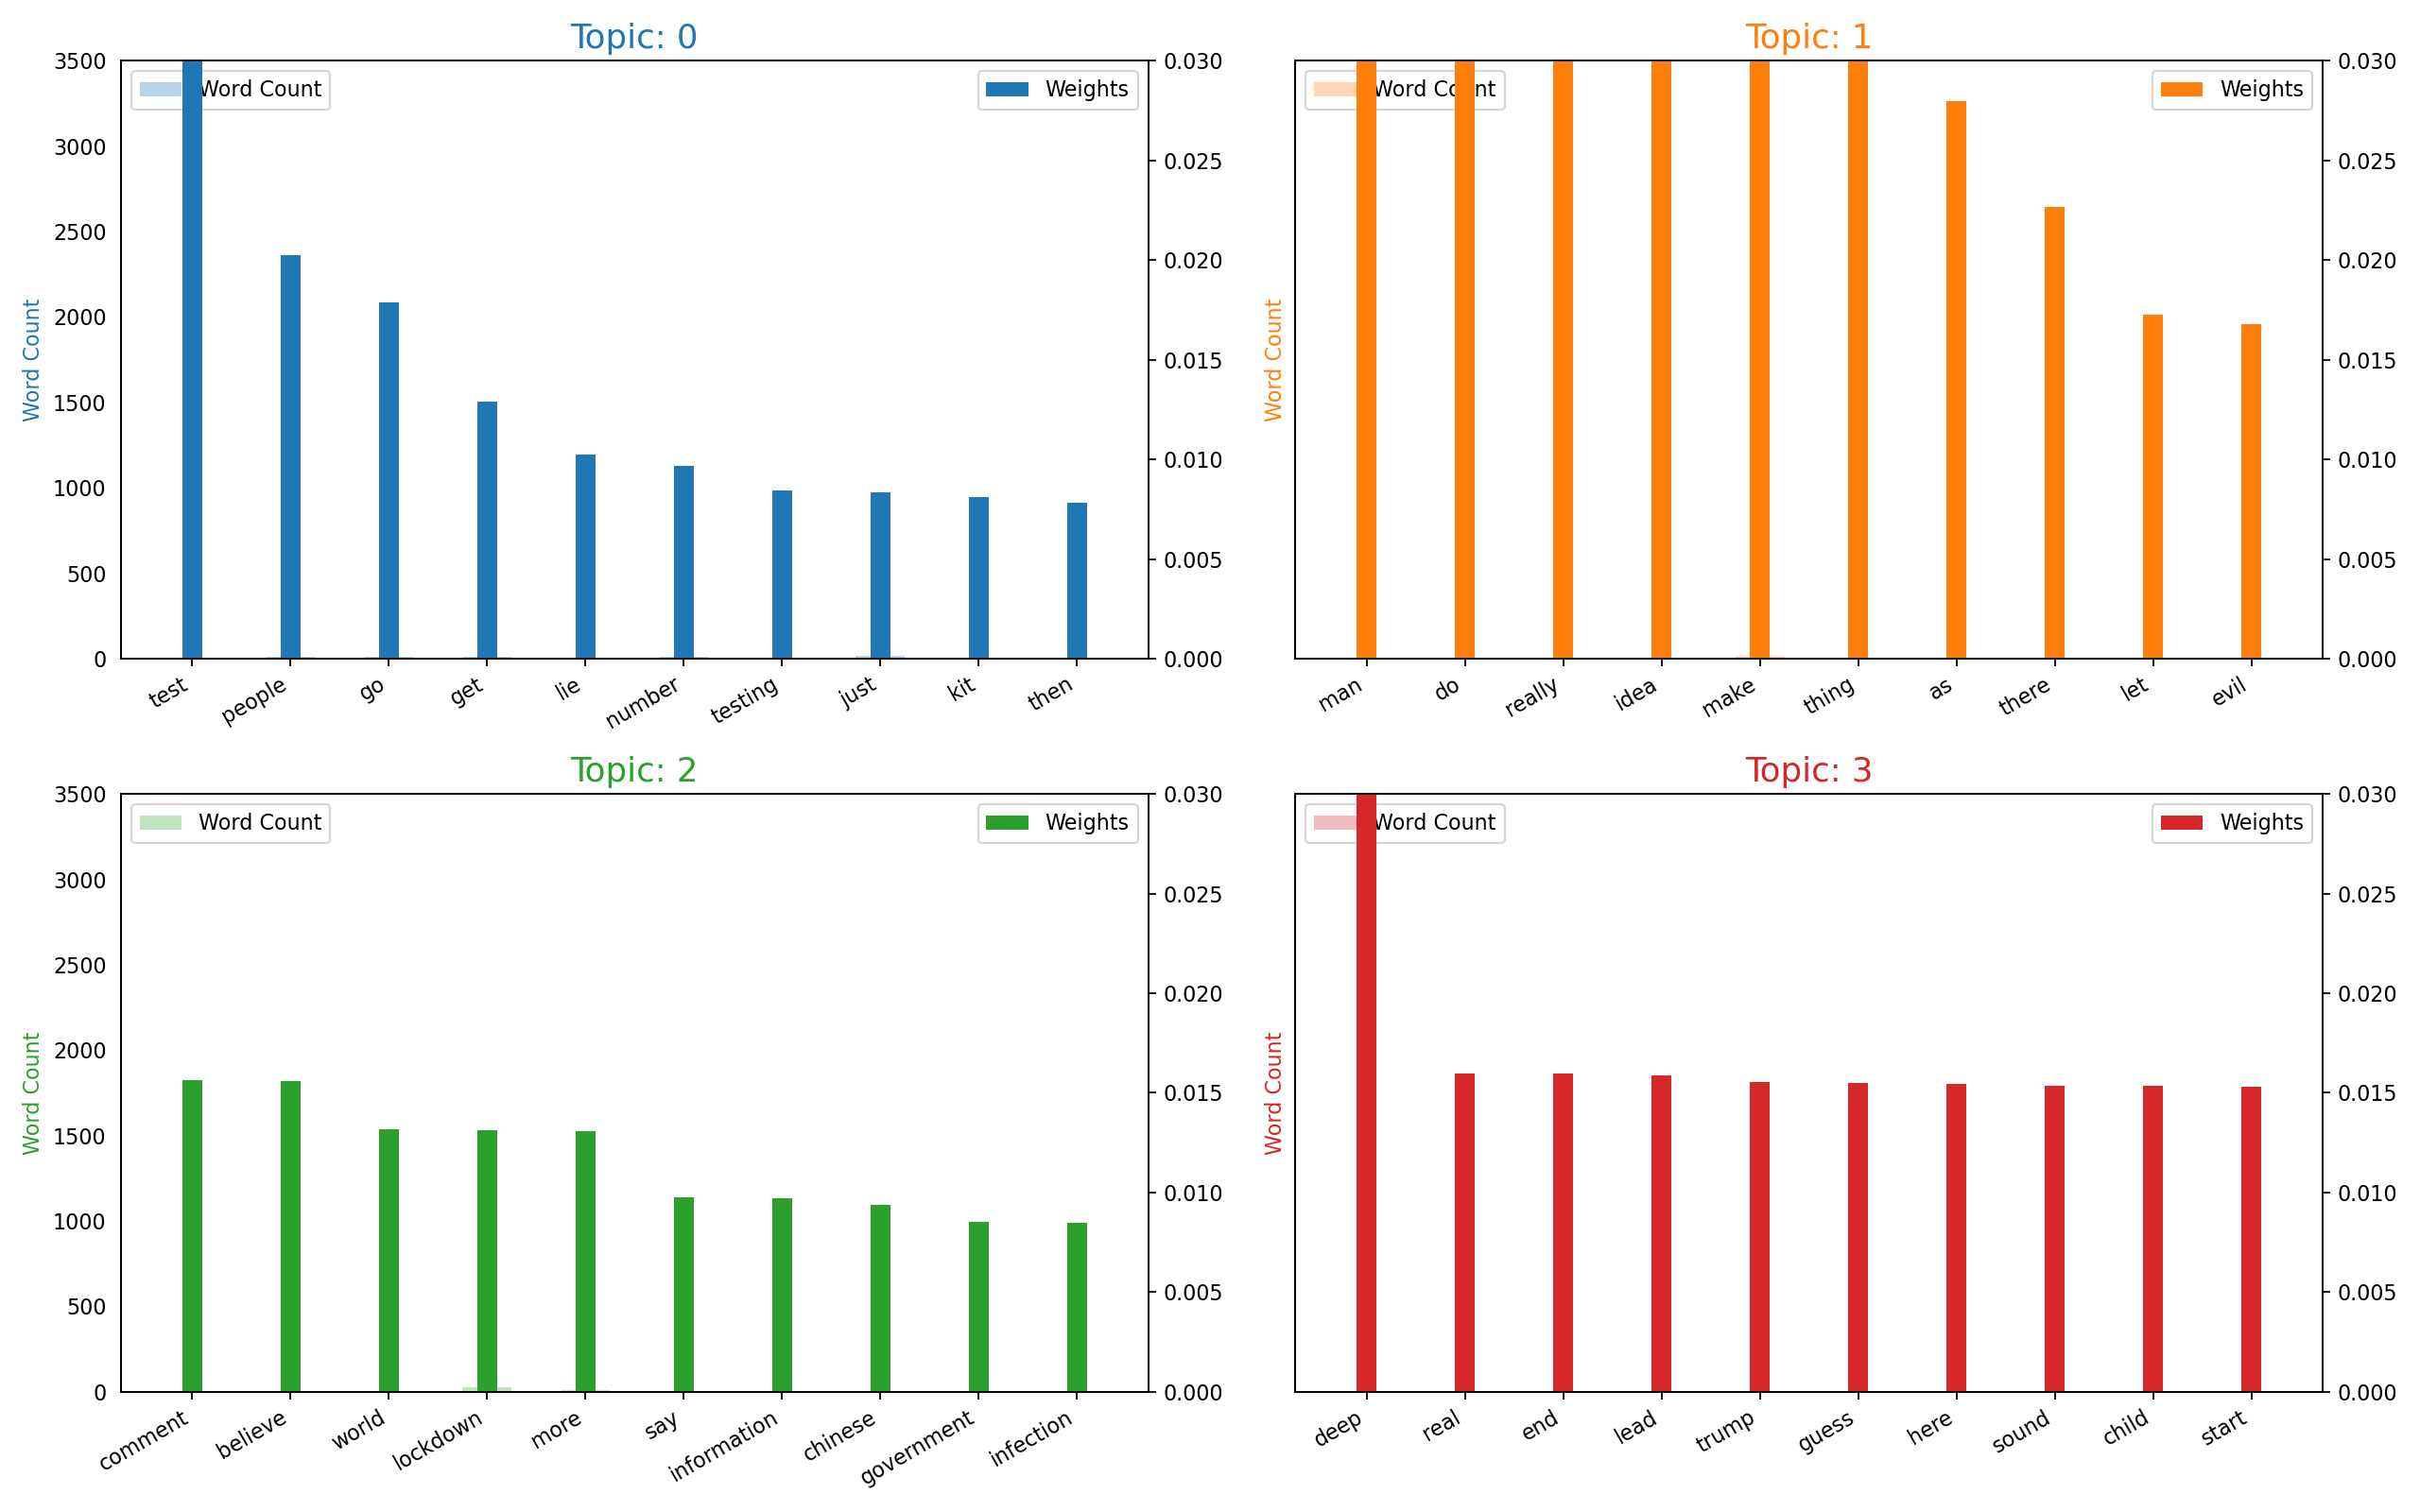 Topic: 0
3500
3000
2500
2000
1500
1000
500
0
Word Count
Word Count
Weights
0.030
0.025
0.020
0.015
0.010
0.005
0.000
test
people
go
get
lie
number
testing
just
kit
then
Topic: 1
Word Count
Word Count
Weights
0.030
0.025
0.020
0.015
0.010
0.005
0.000
man
do
really
idea
make
thing
as
there
let
evil
Topic: 2
3500
3000
2500
2000
1500
1000
500
0
Word Count
Word Count
Weights
0.030
0.025
0.020
0.015
0.010
0.005
0.000
comment
believe
world
lockdown
more
say
information
chinese
government
infection
Topic: 3
Word Count
Word Count
Weights
0.030
0.025
0.020
0.015
0.010
0.005
0.000
deep
real
end
lead
trump
guess
here
sound
child
start